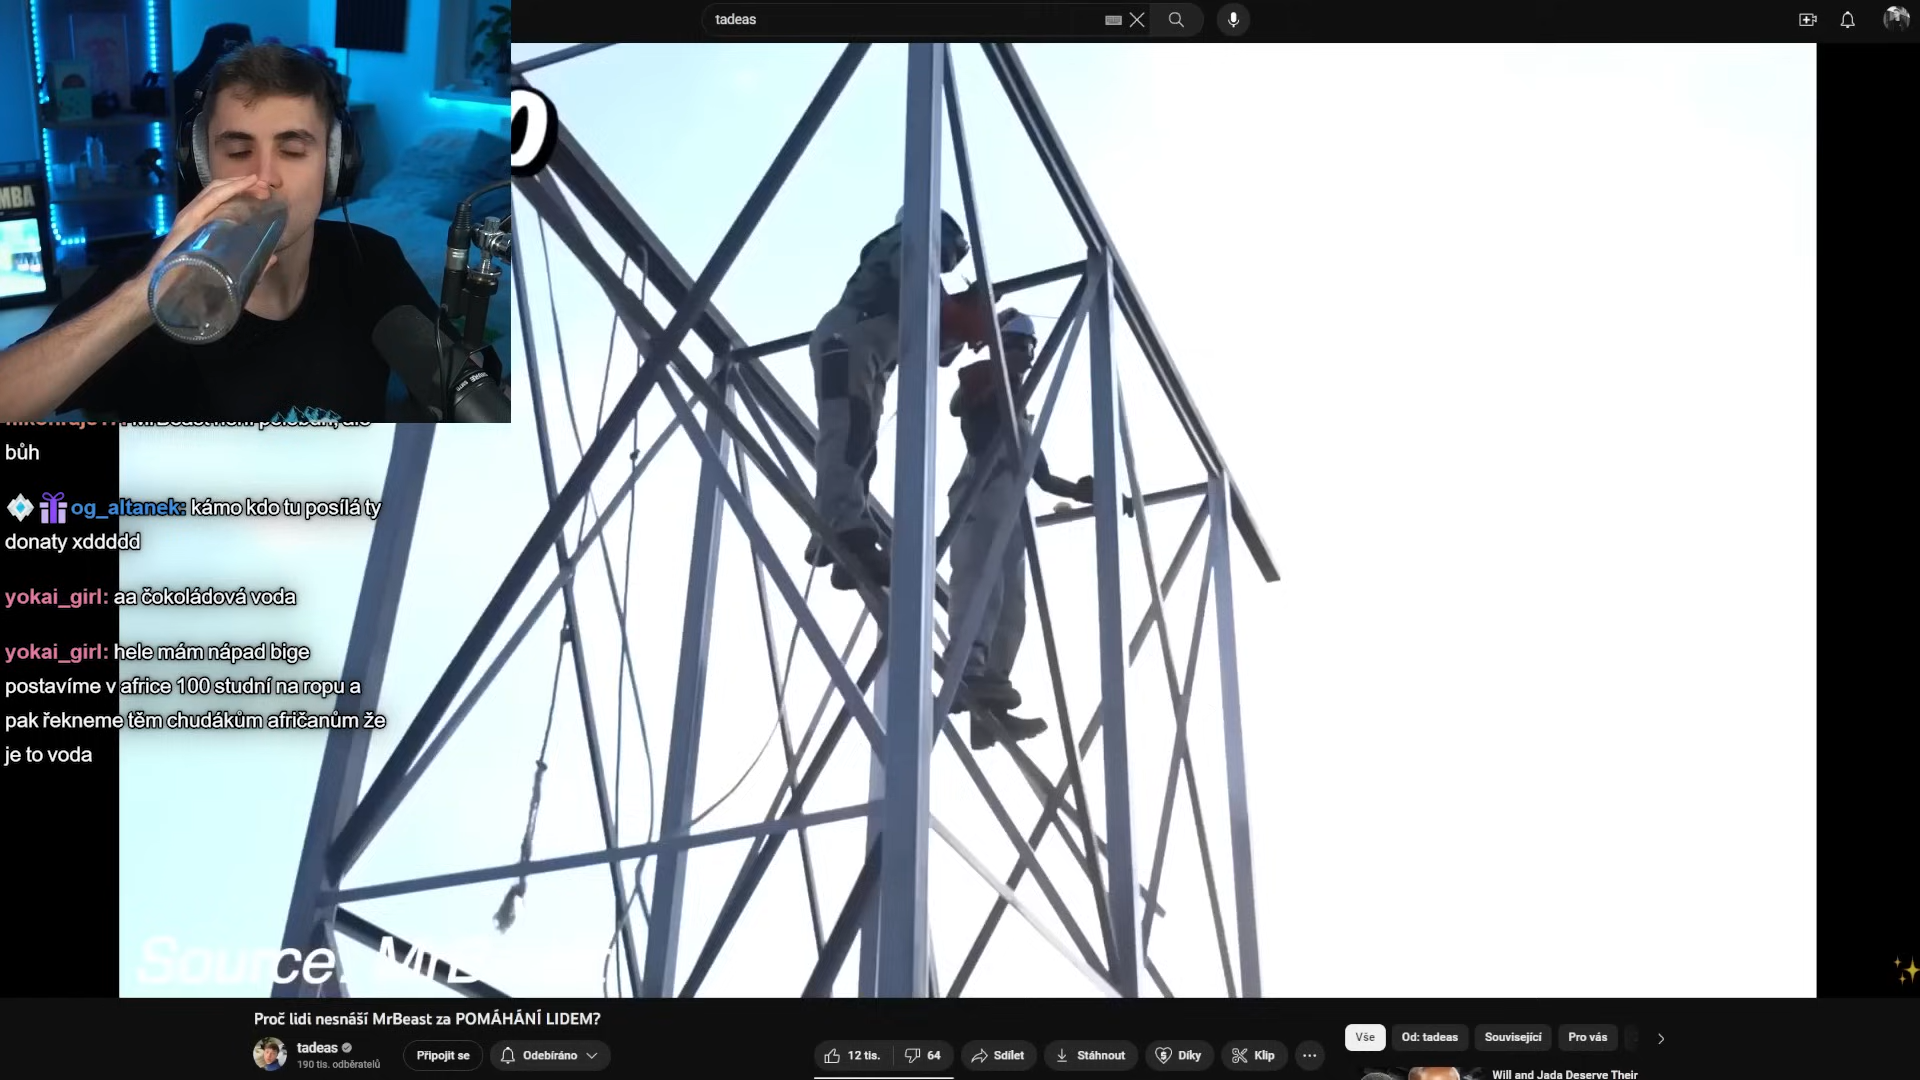 tadeas
MBA
bůh
og_altanek: kámo kdo tu posílá ty
donaty xddddd
yokai_girl: aa čokoládová voda
yokai_girl: hele mám nápad bige
postavíme v africe 100 studní na ropu a
pak řekneme těm chudákům afričanům že
je to voda
Source: MrBeast
Proč lidi nesnáší MrBeast za POMÁHÁNÍ LIDEM?
tadeas
190 tis. odběratelů
Připojit se
Odebíráno
12 tis.
64
Sdílet
Stáhnout
Díky
Klip
Vše
Od: tadeas
Související
Pro vás
Will and Jada Deserve Their